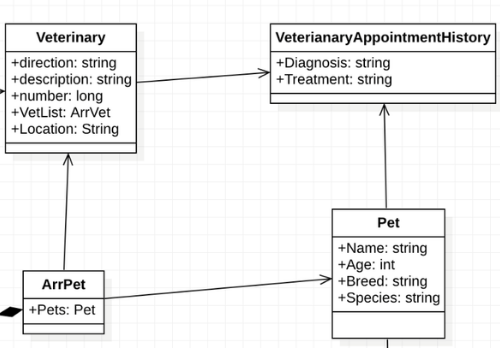 Veterinary
+direction: string
+description: string
+number: long
+VetList: ArrVet
+Location: String
VeterianaryAppointmentHistory
+Diagnosis: string
+Treatment: string
ArrPet
+Pets: Pet
Pet
+Name: string
+Age: int
+Breed: string
+Species: string